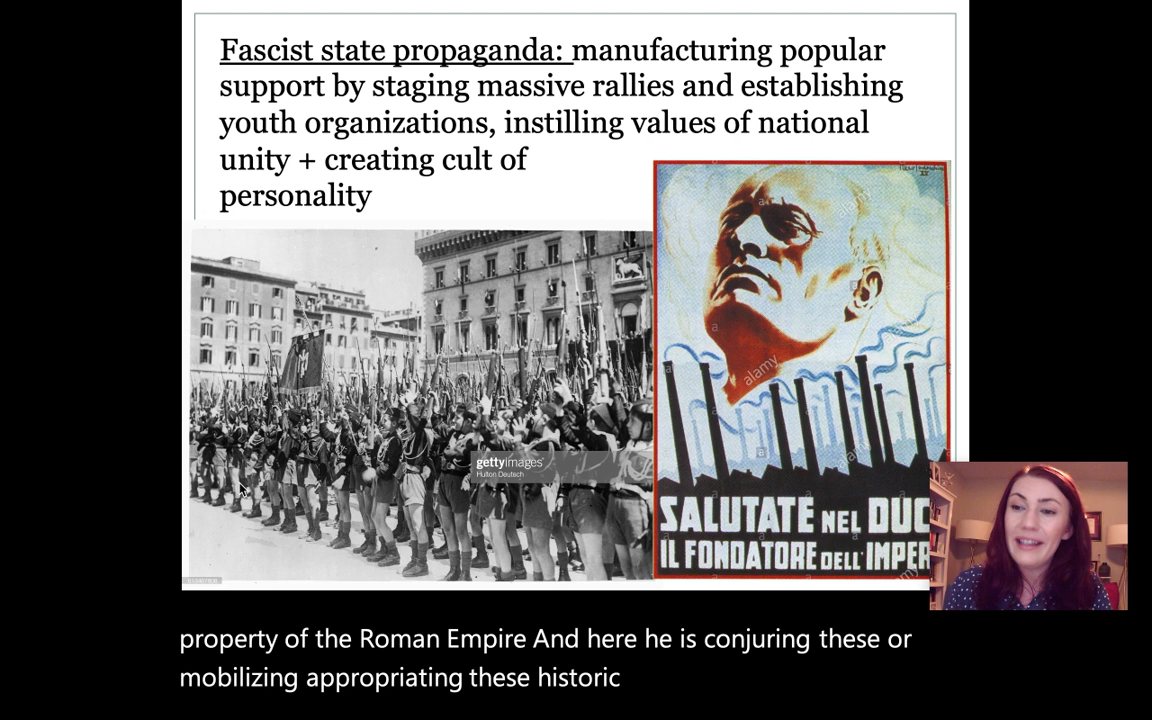 Fascist state propaganda: manufacturing popular
support by staging massive rallies and establishing
youth organizations, instilling values of national
unity + creating cult of
personality
alamy
alamy
gettyimages
Hulton Deutsch
SALUTATE NEL DUC
IL FONDATORE DELL' IMPER
property of the Roman Empire And here he is conjuring these or
mobilizing appropriating these historic